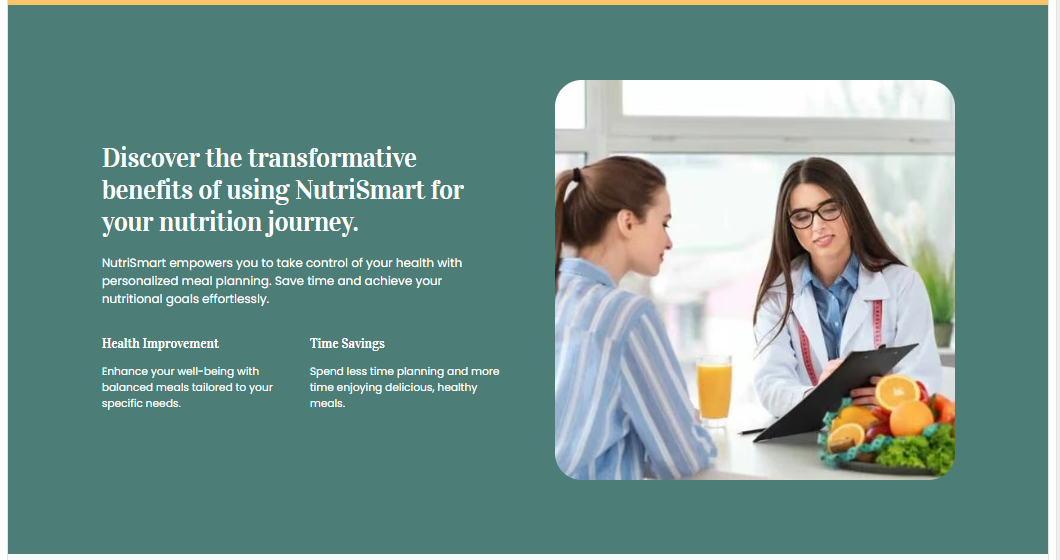 Discover the transformative
benefits of using NutriSmart for
your nutrition journey.
NutriSmart empowers you to take control of your health with
personalized meal planning. Save time and achieve your
nutritional goals effortlessly.
Health Improvement
Enhance your well-being with
balanced meals tailored to your
specific needs.
Time Savings
Spend less time planning and more
time enjoying delicious, healthy
meals.